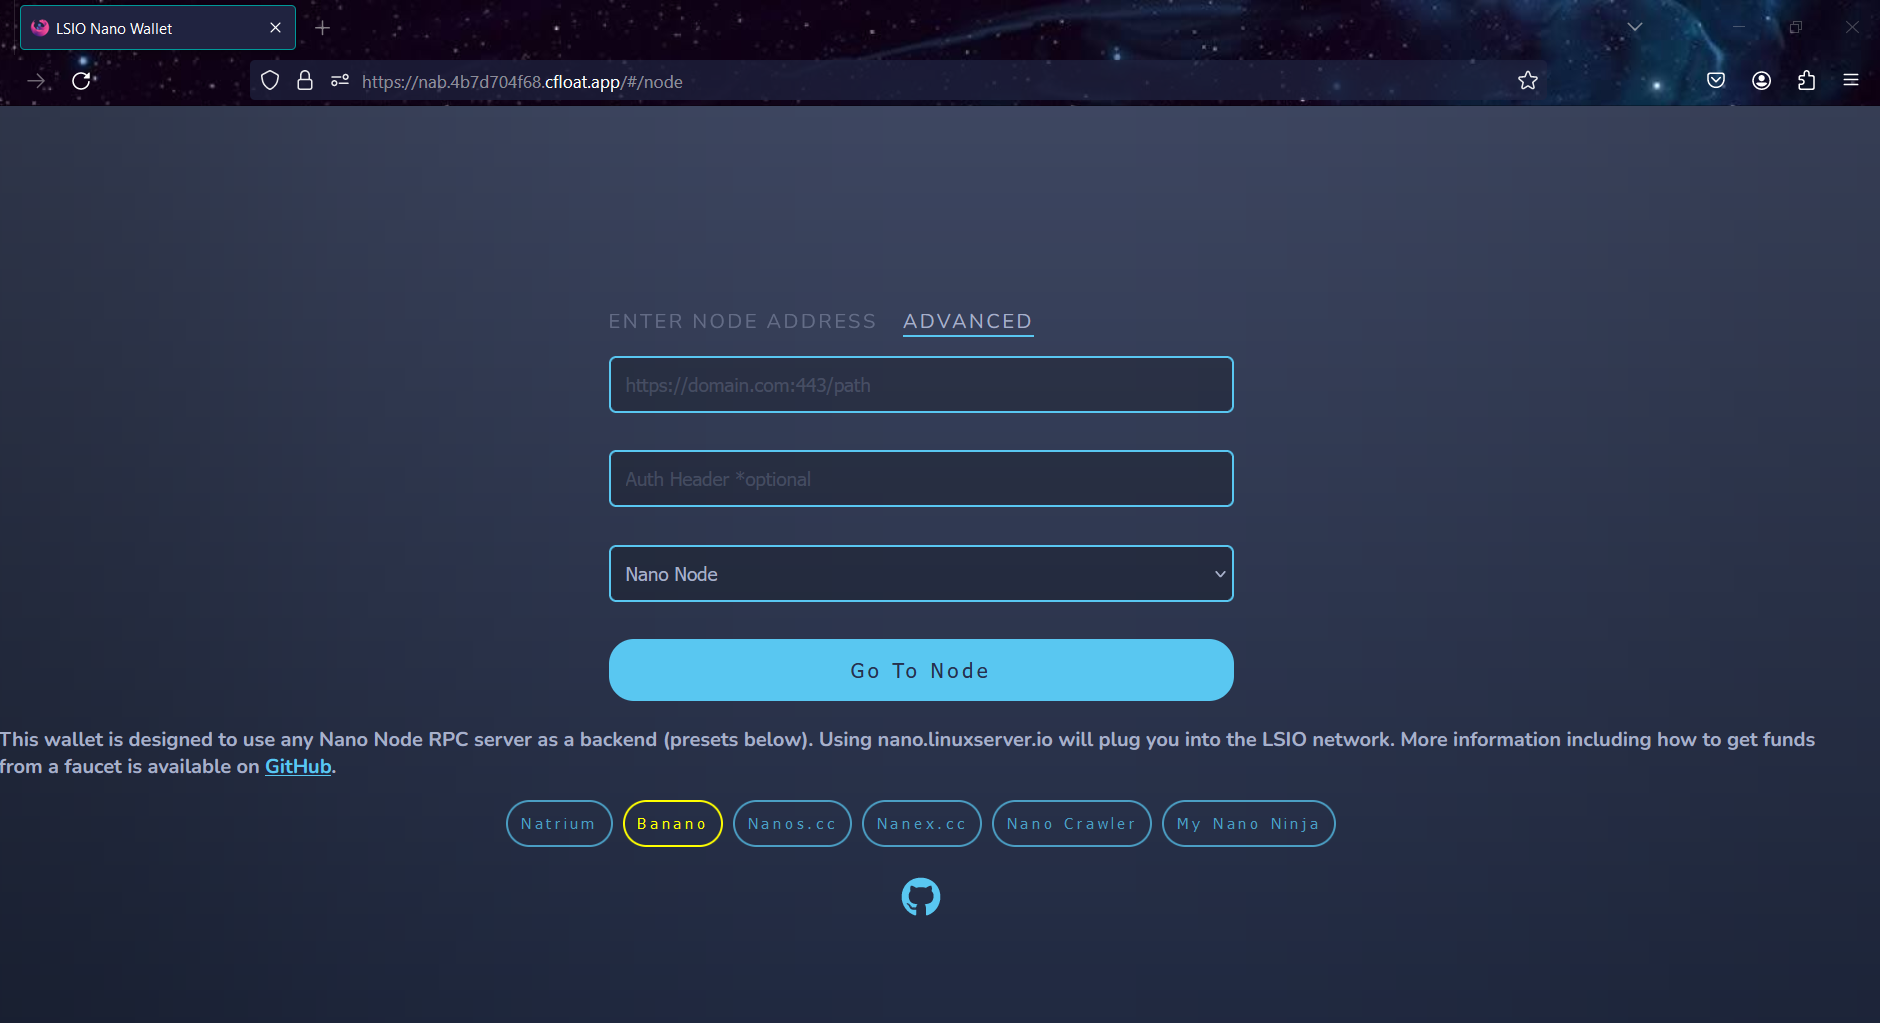 LSIO Nano Wallet
https://nab.4b7d704f68.cfloat.app/#/node
ENTER NODE ADDRESS ADVANCED
https://domain.com:443/path
Auth Header *optional
Nano Node
Go To Node
This wallet is designed to use any Nano Node RPC server as a backend (presets below). Using nano.linuxserver.io will plug you into the LSIO network. More information including how to get funds
from a faucet is available on GitHub.
Natrium Banano Nanos.cc Nanex.cc Nano Crawler My Nano Ninja